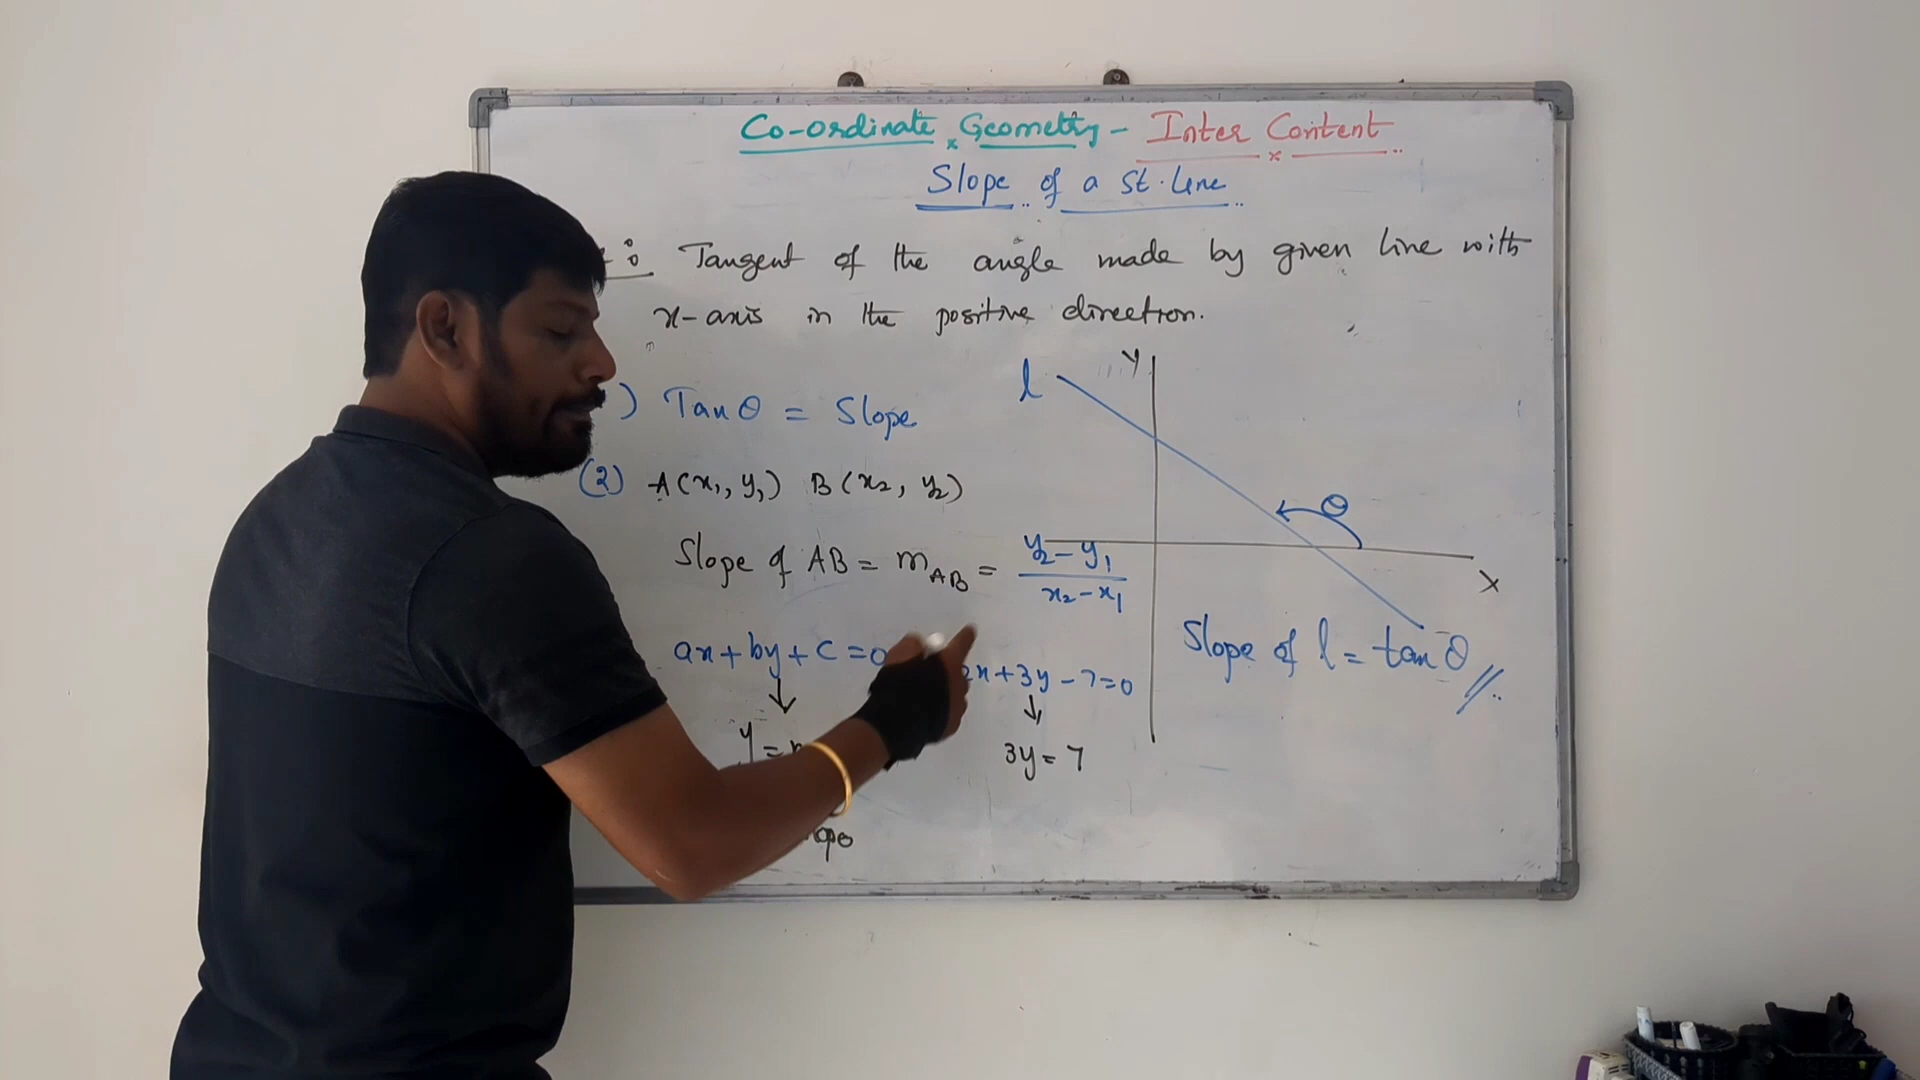 Co-ordinate Geometry - Inter Content
Slope of a st. line
Tangent of the angle made by given line with
x-axis in the positive direction.
) Tan θ = Slope
(2) A(x₁, y₁) B(x₂, y₂)
Slope of AB = m_AB = y₂-y₁ / x₂-x₁
ax+by+c=0
y =
2x+3y-7=0
3y = 7
l
Y
θ
X
Slope of l = tan θ //..